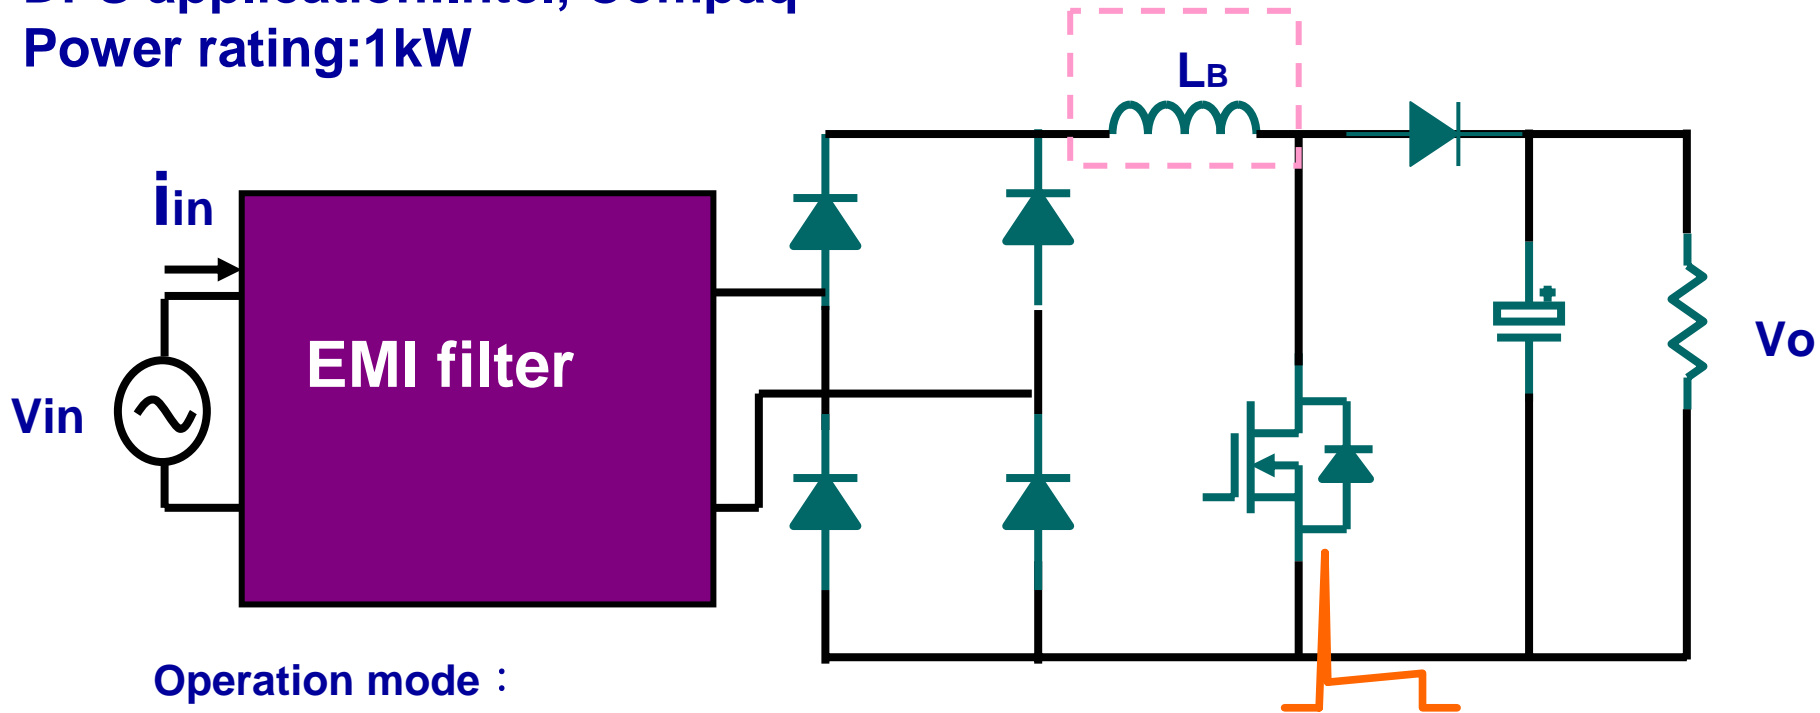 Power rating:1kW
LB
iin
EMI filter
Vin
Vo
Operation mode：